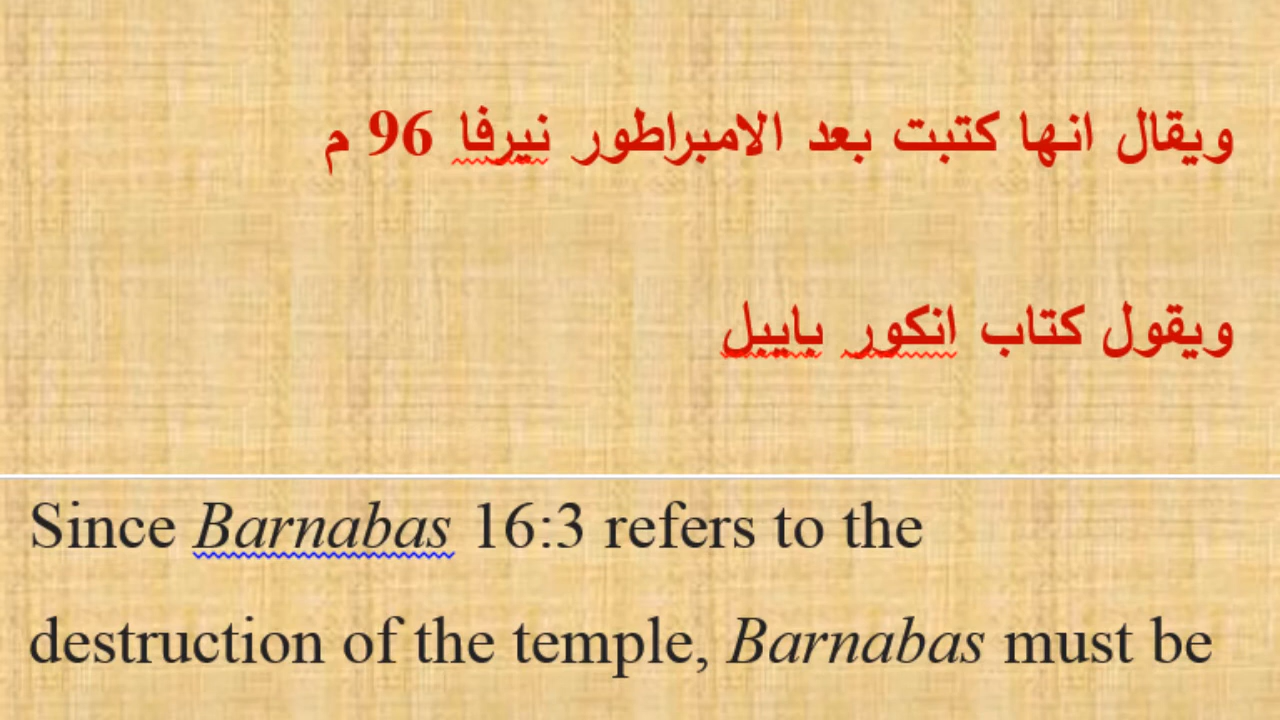 ويقال انها كتبت بعد الامبراطور نيرفا 96 م
ويقول كتاب انكور بايبل
Since Barnabas 16:3 refers to the
destruction of the temple, Barnabas must be